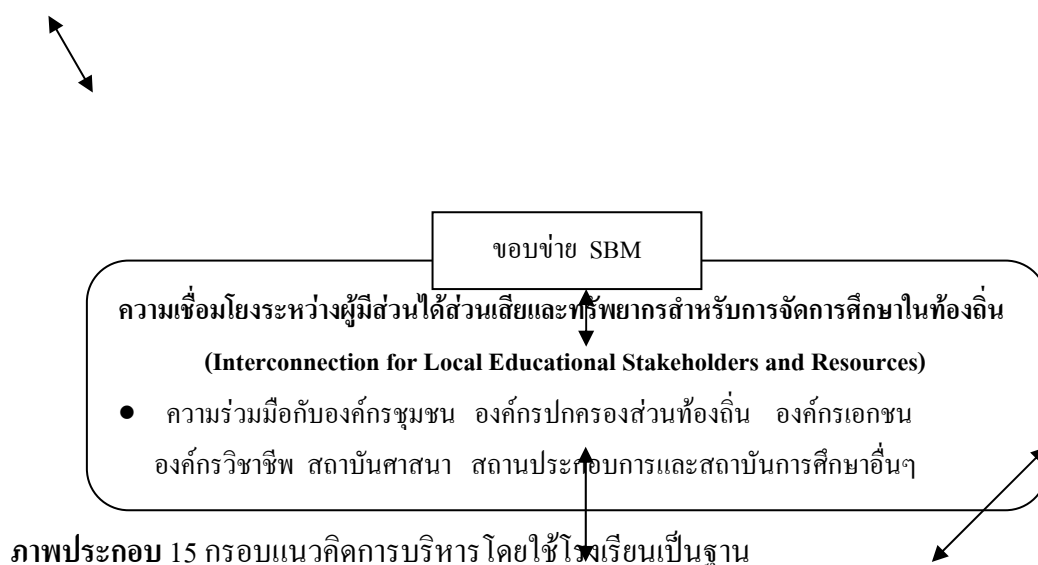 ขอบข่าย SBM
ความเชื่อมโยงระหว่างผู้มีส่วนได้ส่วนเสียและทรัพยากรสำหรับการจัดการศึกษาในท้องถิ่น
(Interconnection for Local Educational Stakeholders and Resources)
● ความร่วมมือกับองค์กรชุมชน องค์กรปกครองส่วนท้องถิ่น องค์กรเอกชน
องค์กรวิชาชีพ สถาบันศาสนา สถานประกอบการและสถาบันการศึกษาอื่นๆ
ภาพประกอบ 15 กรอบแนวคิดการบริหารโดยใช้โรงเรียนเป็นฐาน